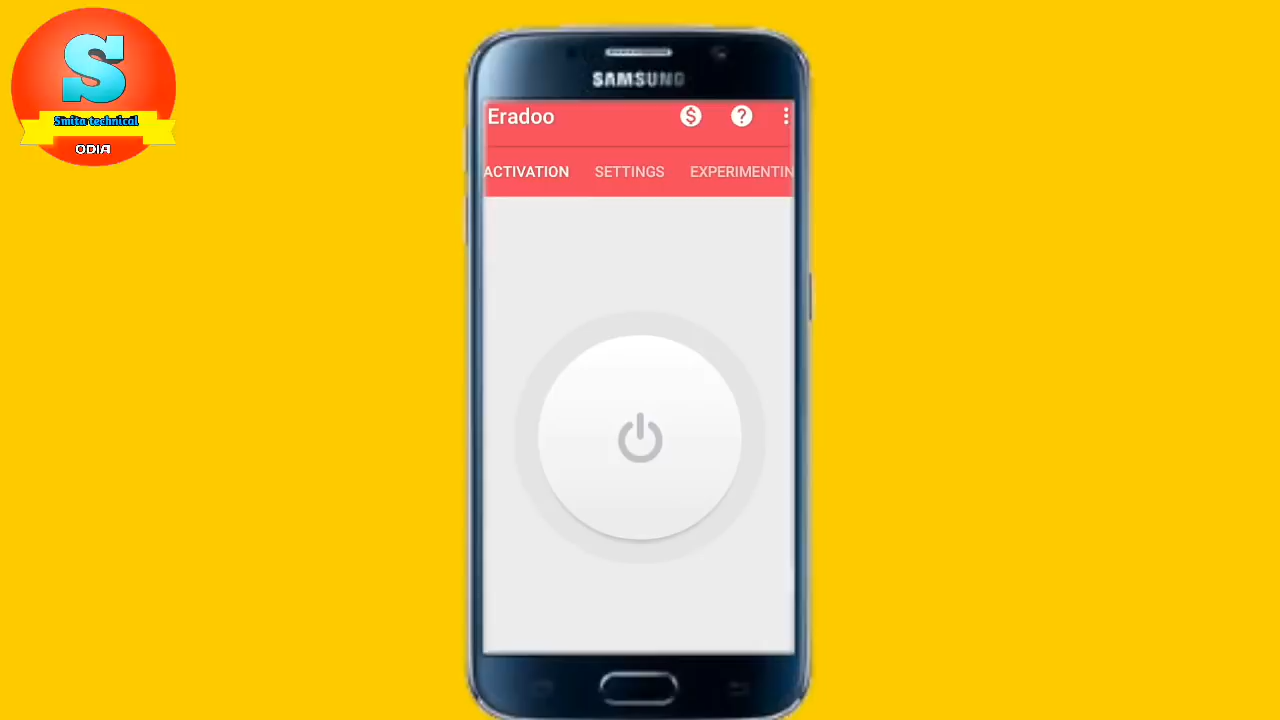 S
Smita technical
ODIA
SAMSUNG
Eradoo
$ ?
ACTIVATION SETTINGS EXPERIMENTIN